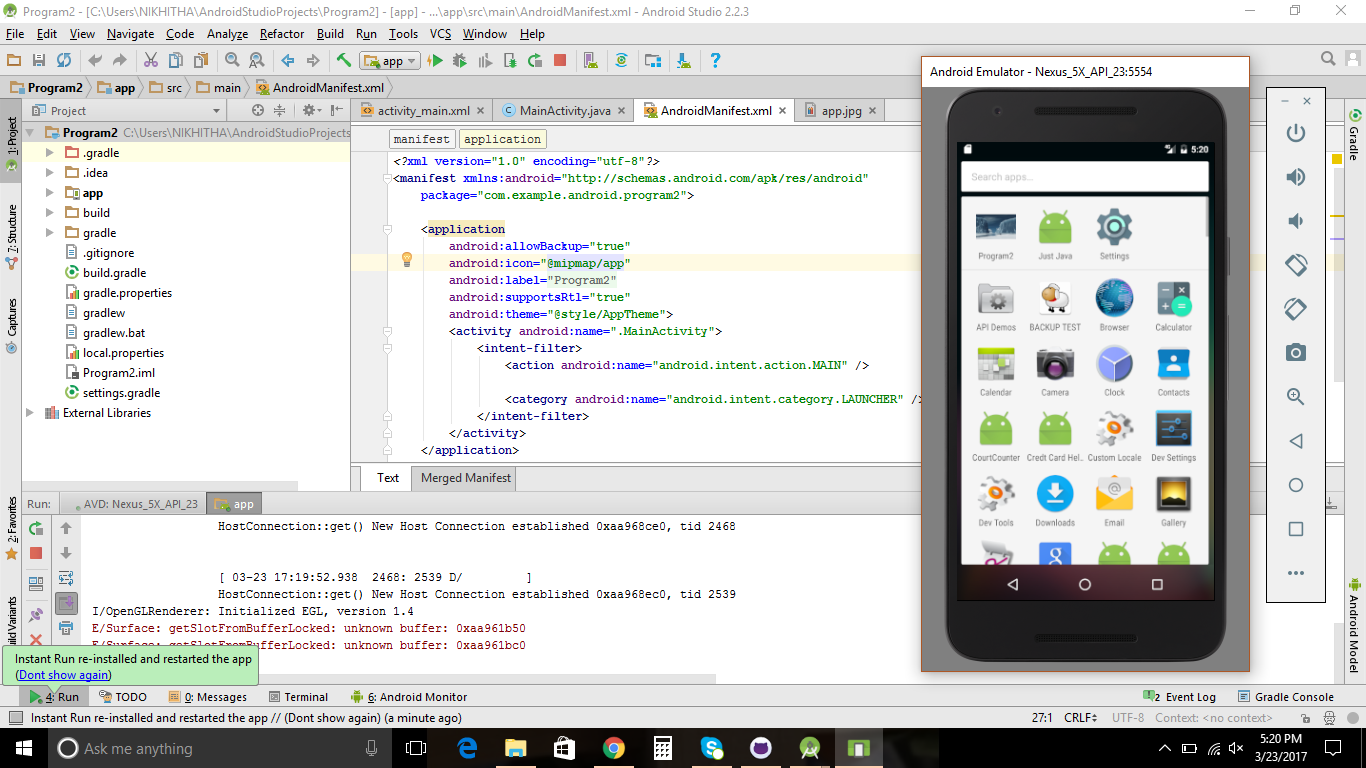 Program2 - [C:\Users\NIKHITHA\AndroidStudioProjects\Program2] - [app] - ...\app\src\main\AndroidManifest.xml - Android Studio 2.2.3
File Edit View Navigate Code Analyze Refactor Build Run Tools VCS Window Help
app
Program2 app src main AndroidManifest.xml
Project
activity_main.xml MainActivity.java AndroidManifest.xml app.jpg
1: Project
7: Structure
Captures
2: Favorites
Build Variants
Program2 C:\Users\NIKHITHA\AndroidStudioProjects
.gradle
.idea
app
build
gradle
.gitignore
build.gradle
gradle.properties
gradlew
gradlew.bat
local.properties
Program2.iml
settings.gradle
External Libraries
manifest application
<?xml version="1.0" encoding="utf-8"?>
<manifest xmlns:android="http://schemas.android.com/apk/res/android"
package="com.example.android.program2">
<application
android:allowBackup="true"
android:icon="@mipmap/app"
android:label="Program2"
android:supportsRtl="true"
android:theme="@style/AppTheme">
<activity android:name=".MainActivity">
<intent-filter>
<action android:name="android.intent.action.MAIN" />
<category android:name="android.intent.category.LAUNCHER" />
</intent-filter>
</activity>
</application>
Text Merged Manifest
Android Emulator - Nexus_5X_API_23:5554
5:20
Search apps...
Program2 Just Java Settings
API Demos BACKUP TEST Browser Calculator
Calendar Camera Clock Contacts
CourtCounter Credt Card Hel.. Custom Locale Dev Settings
Dev Tools Downloads Email Gallery
Gradle
Android Model
Run: AVD: Nexus_5X_API_23 app
HostConnection::get() New Host Connection established 0xaa968ce0, tid 2468
[ 03-23 17:19:52.938 2468: 2539 D/ ]
HostConnection::get() New Host Connection established 0xaa968ec0, tid 2539
I/OpenGLRenderer: Initialized EGL, version 1.4
E/Surface: getSlotFromBufferLocked: unknown buffer: 0xaa961b50
E/Surface: getSlotFromBufferLocked: unknown buffer: 0xaa961bc0
Instant Run re-installed and restarted the app
(Dont show again)
4: Run TODO 0: Messages Terminal 6: Android Monitor 2 Event Log Gradle Console
Instant Run re-installed and restarted the app // (Dont show again) (a minute ago) 27:1 CRLF UTF-8 Context: <no context>
Ask me anything
5:20 PM
3/23/2017